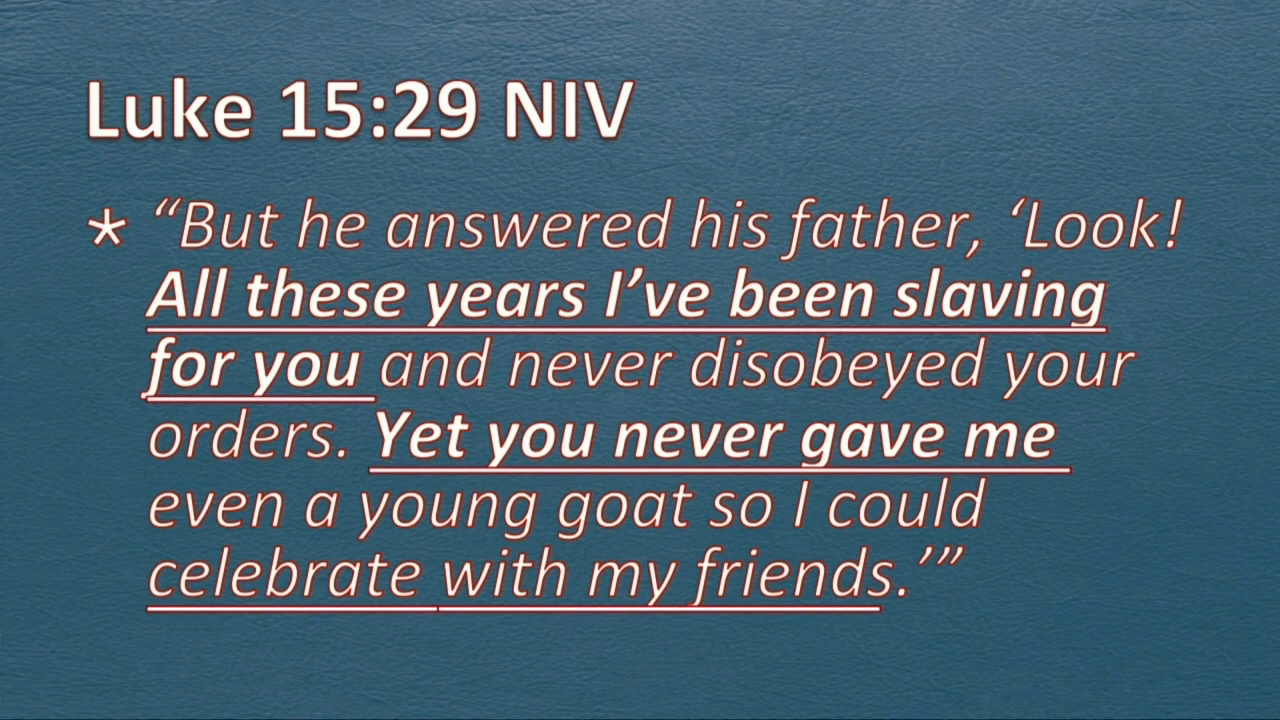 Luke 15:29 NIV
* “But he answered his father, ‘Look!
All these years I’ve been slaving
for you and never disobeyed your
orders. Yet you never gave me
even a young goat so I could
celebrate with my friends.’”